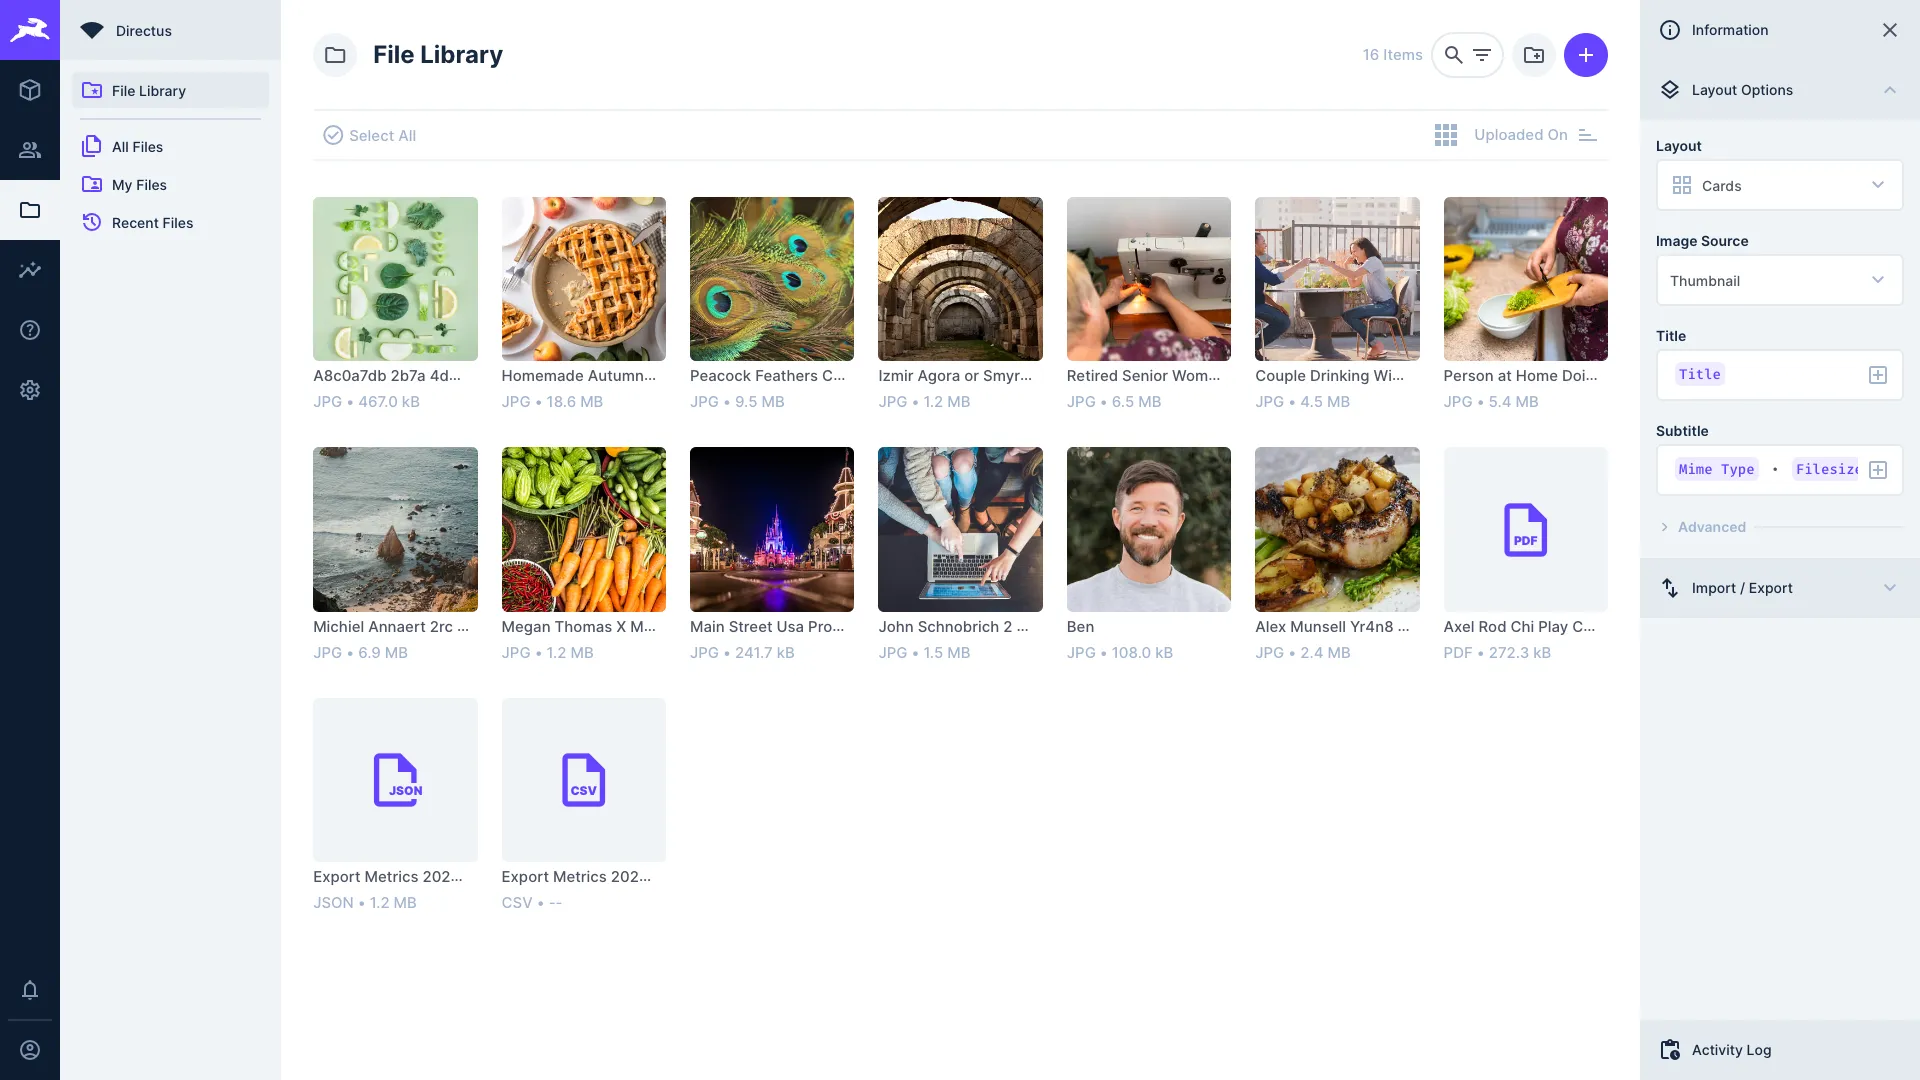 Directus
File Library
All Files
My Files
Recent Files
File Library
16 Items
Select All
Uploaded On
A8c0a7db 2b7a 4d...
JPG • 467.0 kB
Homemade Autumn...
JPG • 18.6 MB
Peacock Feathers C...
JPG • 9.5 MB
Izmir Agora or Smyr...
JPG • 1.2 MB
Retired Senior Wom...
JPG • 6.5 MB
Couple Drinking Wi...
JPG • 4.5 MB
Person at Home Doi...
JPG • 5.4 MB
Michiel Annaert 2rc ...
JPG • 6.9 MB
Megan Thomas X M...
JPG • 1.2 MB
Main Street Usa Pro...
JPG • 241.7 kB
John Schnobrich 2 ...
JPG • 1.5 MB
Ben
JPG • 108.0 kB
Alex Munsell Yr4n8 ...
JPG • 2.4 MB
PDF
Axel Rod Chi Play C...
PDF • 272.3 kB
JSON
Export Metrics 202...
JSON • 1.2 MB
CSV
Export Metrics 202...
CSV • --
Information
Layout Options
Layout
Cards
Image Source
Thumbnail
Title
Title
Subtitle
Mime Type • Filesize
Advanced
Import / Export
Activity Log